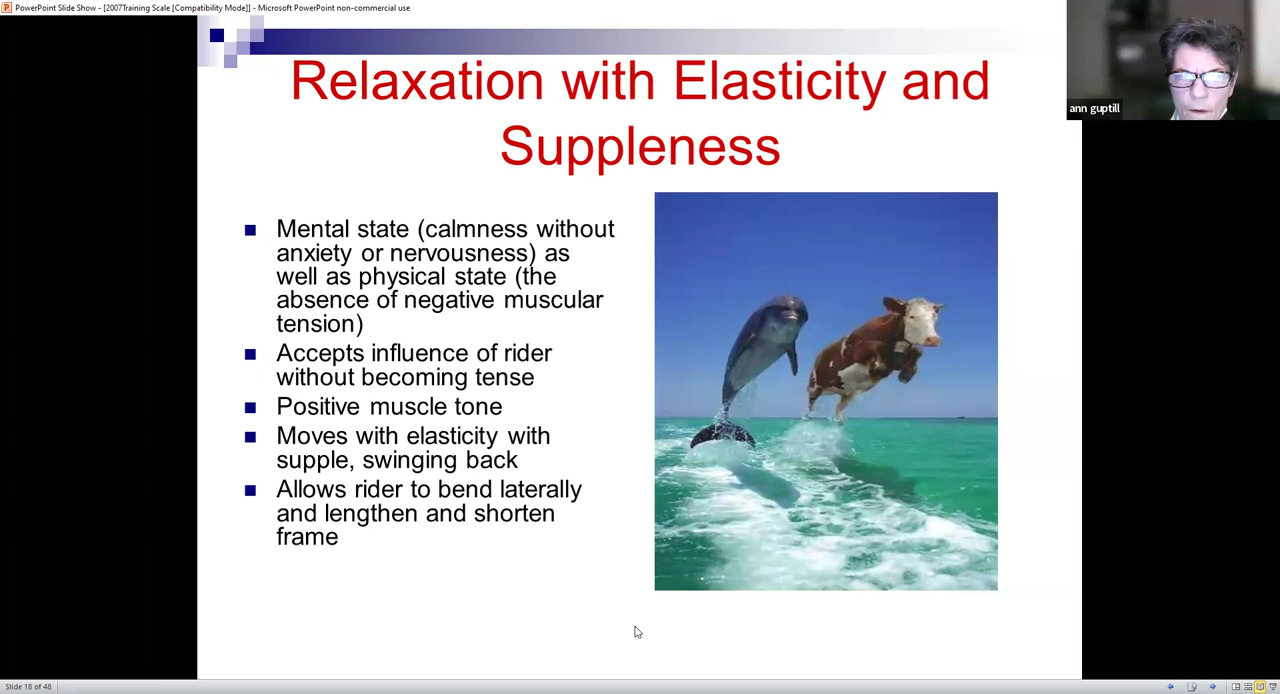 PowerPoint Slide Show - [2007Training Scale [Compatibility Mode]] - Microsoft PowerPoint non-commercial use
Relaxation with Elasticity and
Suppleness
ann guptill
Mental state (calmness without
anxiety or nervousness) as
well as physical state (the
absence of negative muscular
tension)
Accepts influence of rider
without becoming tense
Positive muscle tone
Moves with elasticity with
supple, swinging back
Allows rider to bend laterally
and lengthen and shorten
frame
Slide 18 of 48